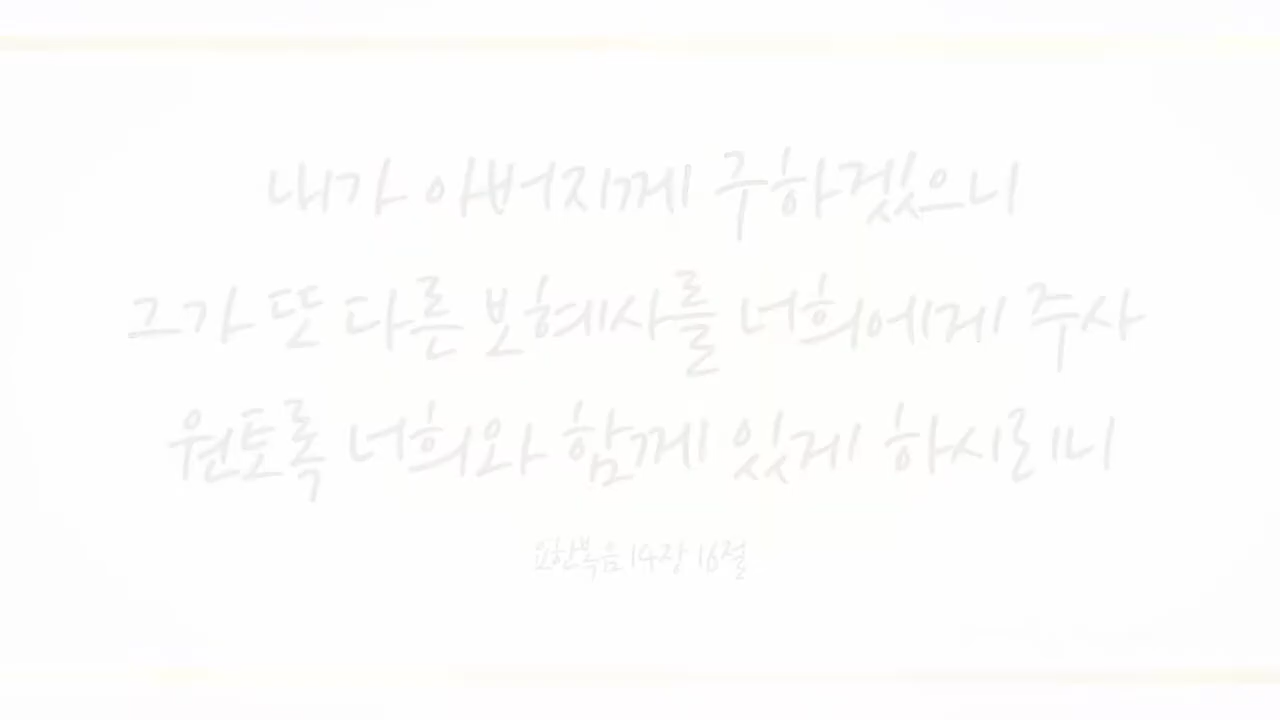 내가 아버지께 구하겠으니
그가 또 다른 보혜사를 너희에게 주사
원토록 너희와 함께 있게 하시리니
요한복음 14장 16절